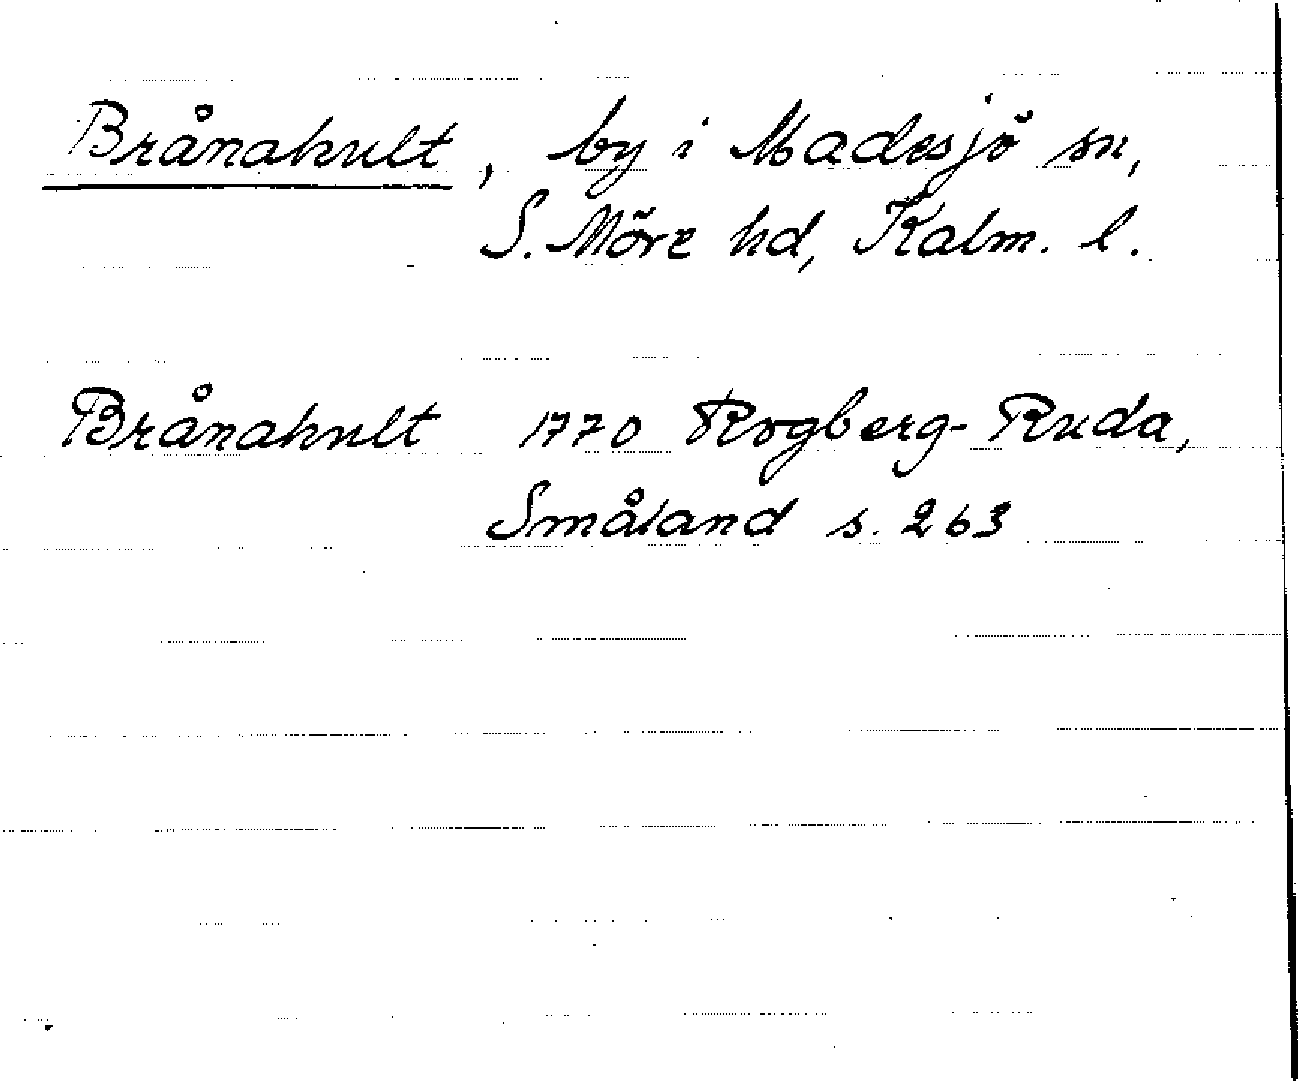 Brånahult, by i Madesjö sn,
S. Möre hd, Kalm. l.
Brånahult 1770 Rogberg-Ruda,
Småland s. 263